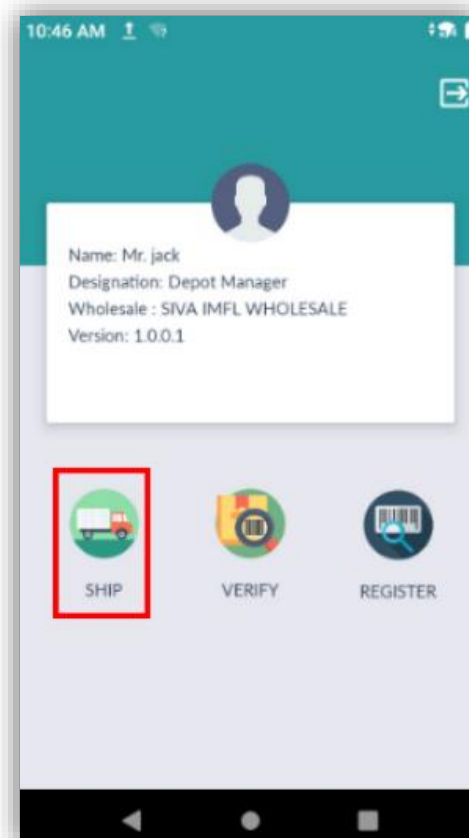 10:46 AM
Name: Mr. jack
Designation: Depot Manager
Wholesale : SIVA IMFL WHOLESALE
Version: 1.0.0.1
SHIP
VERIFY
REGISTER